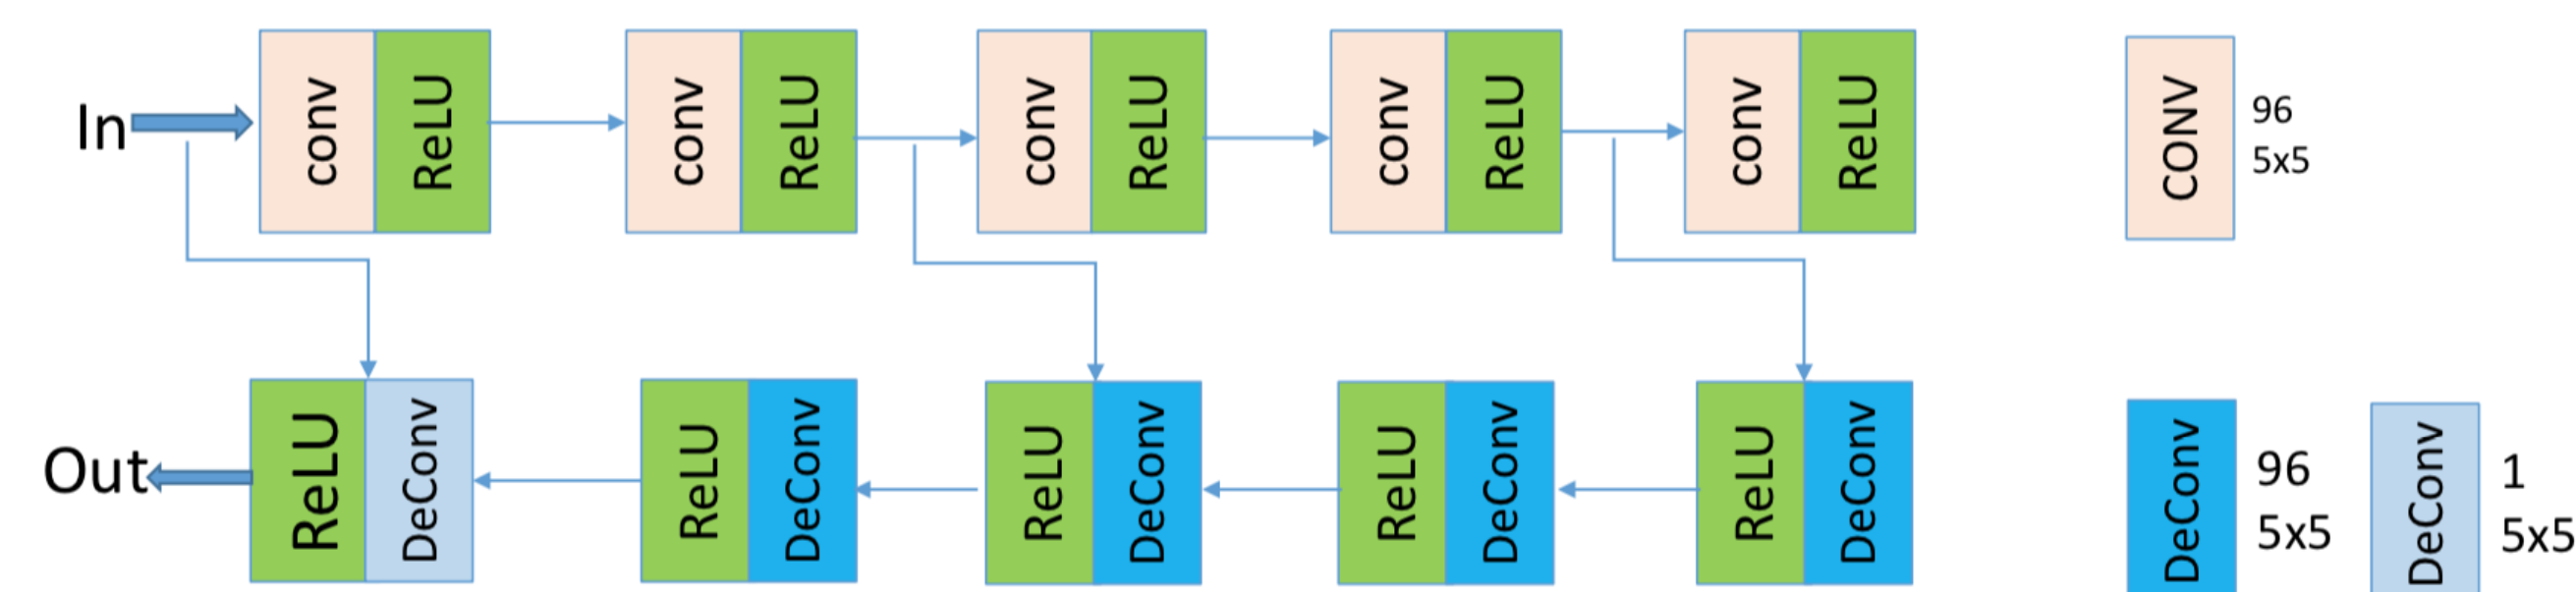 In
conv
ReLU
conv
ReLU
conv
ReLU
conv
ReLU
conv
ReLU
CONV
96
5x5
Out
ReLU
DeConv
ReLU
DeConv
ReLU
DeConv
ReLU
DeConv
ReLU
DeConv
DeConv
96
5x5
DeConv
1
5x5